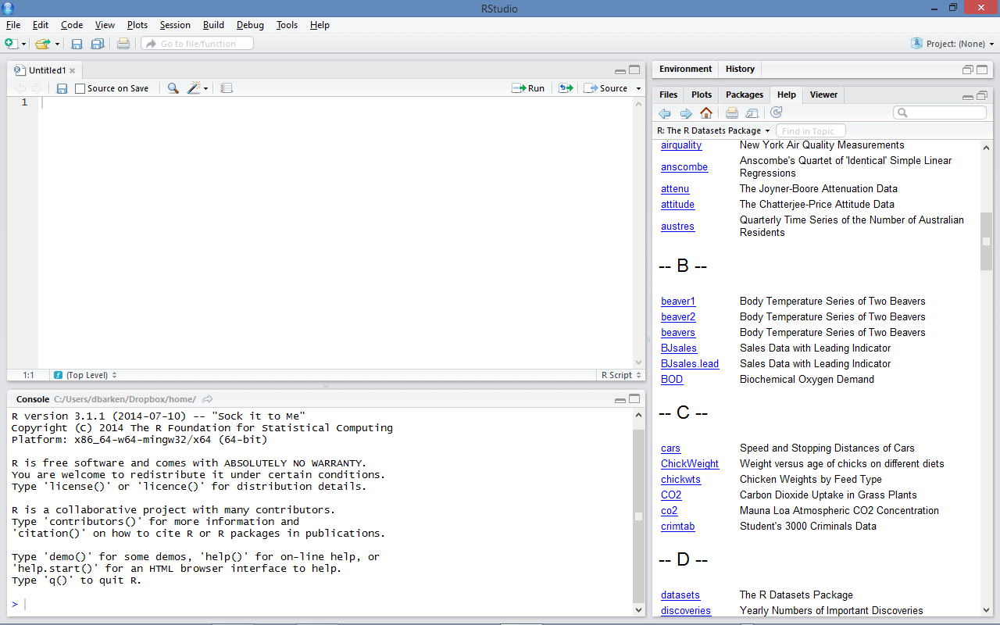 RStudio
File Edit Code View Plots Session Build Debug Tools Help
Go to file/function
Project: (None)
Untitled1
Source on Save
Run
Source
1
1:1
(Top Level)
R Script
Console C:/Users/dbarken/Dropbox/home/
R version 3.1.1 (2014-07-10) -- "Sock it to Me"
Copyright (C) 2014 The R Foundation for Statistical Computing
Platform: x86_64-w64-mingw32/x64 (64-bit)
R is free software and comes with ABSOLUTELY NO WARRANTY.
You are welcome to redistribute it under certain conditions.
Type 'license()' or 'licence()' for distribution details.
R is a collaborative project with many contributors.
Type 'contributors()' for more information and
'citation()' on how to cite R or R packages in publications.
Type 'demo()' for some demos, 'help()' for on-line help, or
'help.start()' for an HTML browser interface to help.
Type 'q()' to quit R.
>
Environment History
Files Plots Packages Help Viewer
R: The R Datasets Package
Find in Topic
airquality New York Air Quality Measurements
anscombe Anscombe's Quartet of 'Identical' Simple Linear
Regressions
attenu The Joyner-Boore Attenuation Data
attitude The Chatterjee-Price Attitude Data
austres Quarterly Time Series of the Number of Australian
Residents
-- B --
beaver1 Body Temperature Series of Two Beavers
beaver2 Body Temperature Series of Two Beavers
beavers Body Temperature Series of Two Beavers
BJsales Sales Data with Leading Indicator
BJsales.lead Sales Data with Leading Indicator
BOD Biochemical Oxygen Demand
-- C --
cars Speed and Stopping Distances of Cars
ChickWeight Weight versus age of chicks on different diets
chickwts Chicken Weights by Feed Type
CO2 Carbon Dioxide Uptake in Grass Plants
co2 Mauna Loa Atmospheric CO2 Concentration
crimtab Student's 3000 Criminals Data
-- D --
datasets The R Datasets Package
discoveries Yearly Numbers of Important Discoveries